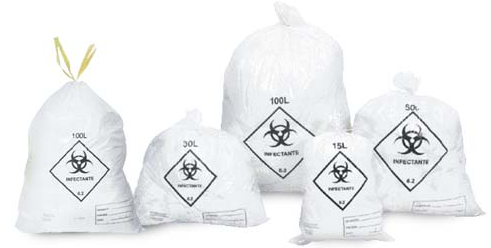 100L
INFECTANTE
6.2
30L
INFECTANTE
6.2
100L
INFECTANTE
6.2
15L
INFECTANTE
6.2
50L
INFECTANTE
6.2